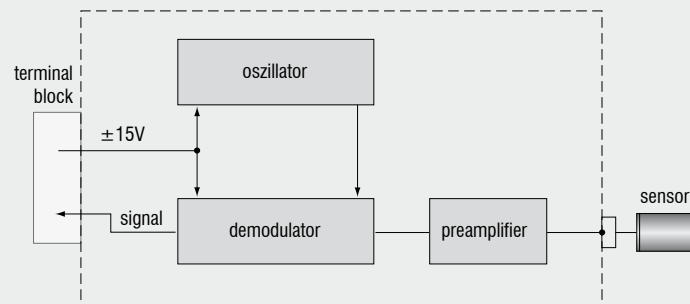 oszillator
terminal
block
±15V
sensor
signal
demodulator
preamplifier